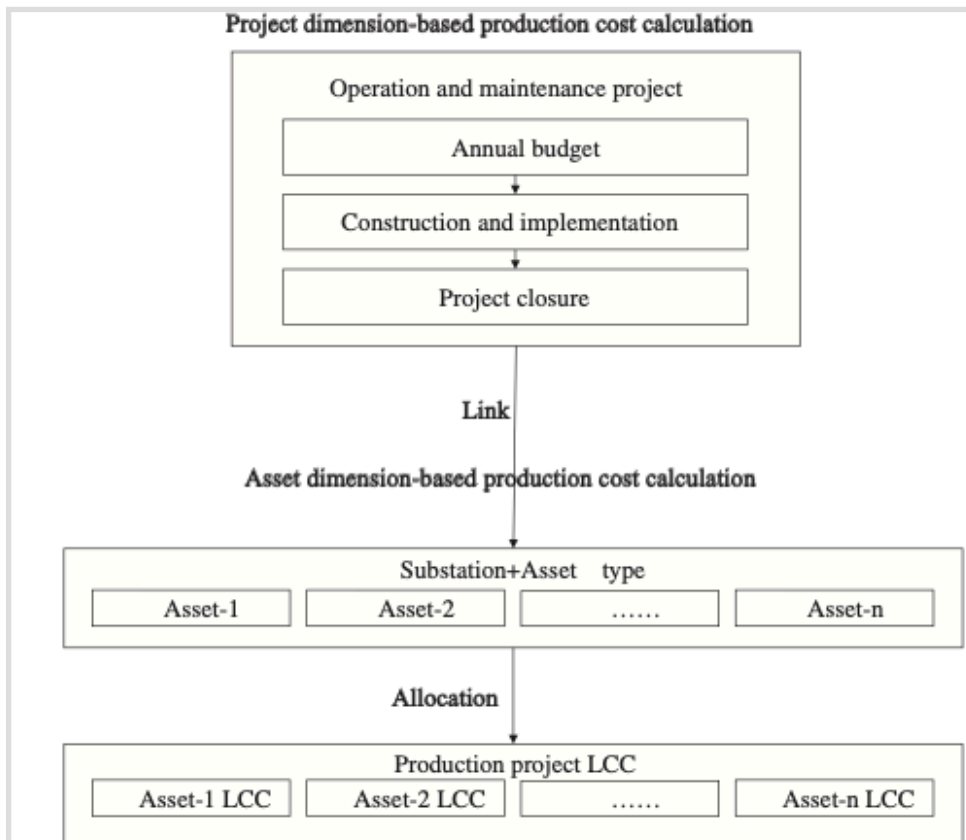 Project dimension-based production cost calculation
Operation and maintenance project
Annual budget
Construction and implementation
Project closure
Link
Asset dimension-based production cost calculation
Substation+Asset type
Asset-1 Asset-2 …… Asset-n
Allocation
Production project LCC
Asset-1 LCC Asset-2 LCC …… Asset-n LCC